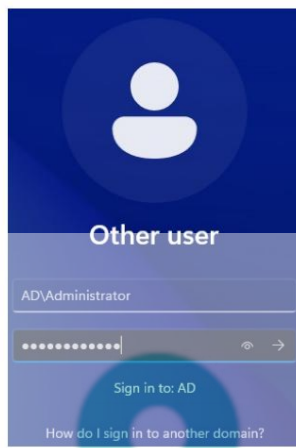 Other user
AD\Administrator
●●●●●●●●●●●●
Sign in to: AD
How do I sign in to another domain?